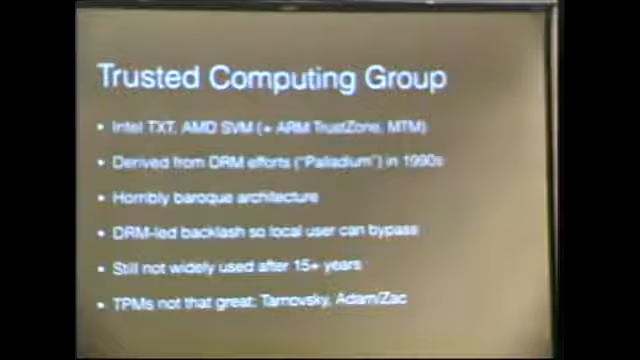 Trusted Computing Group
• Intel TXT, AMD SVM (+ ARM TrustZone, MTM)
• Derived from DRM efforts ("Palladium") in 1990s
• Horribly baroque architecture
• DRM-led backlash so local user can bypass
• Still not widely used after 15+ years
• TPMs not that great: Tarnovsky, Adam/Zac